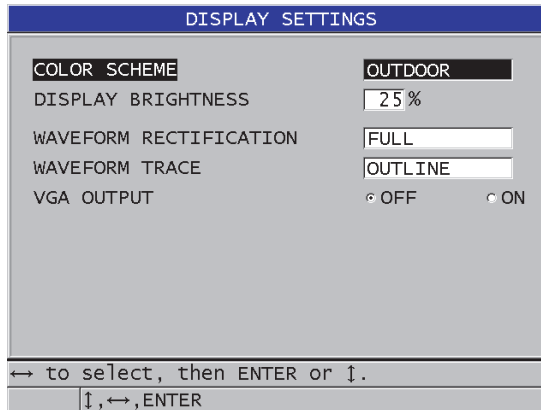 DISPLAY SETTINGS
COLOR SCHEME OUTDOOR
DISPLAY BRIGHTNESS 25 %
WAVEFORM RECTIFICATION FULL
WAVEFORM TRACE OUTLINE
VGA OUTPUT OFF ON
↔ to select, then ENTER or ↕.
↕,↔,ENTER